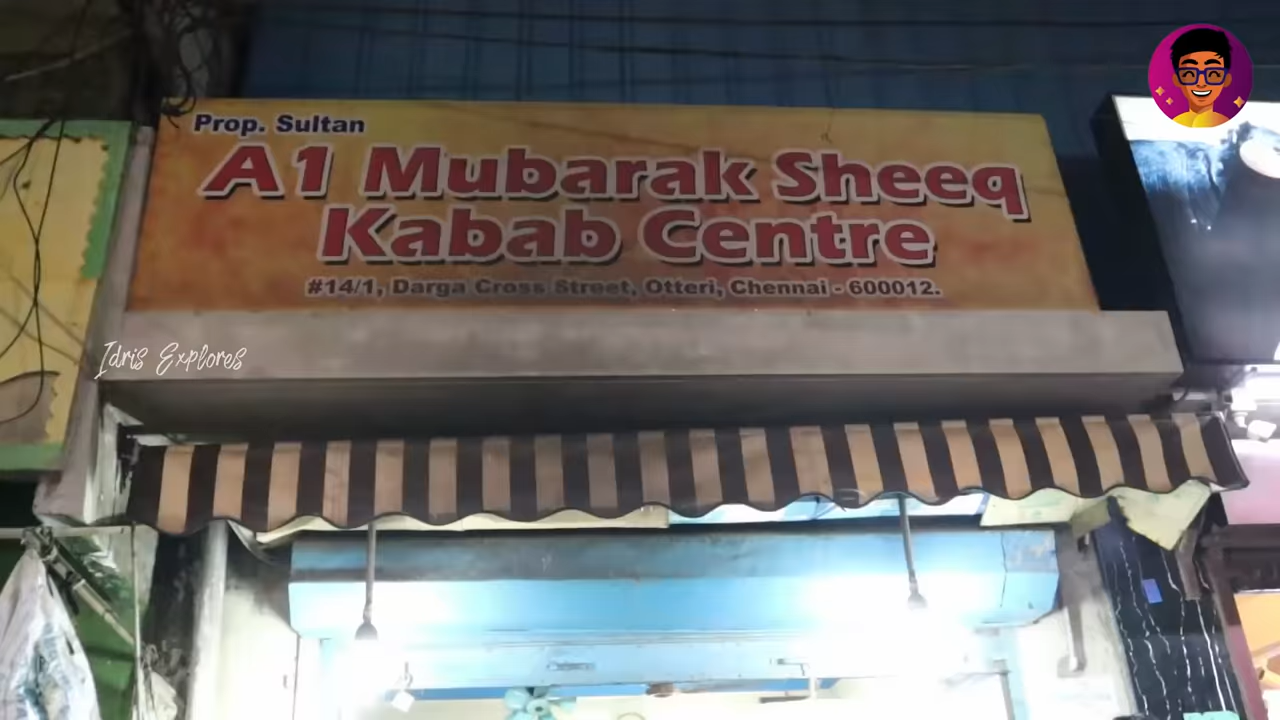 Prop. Sultan
A1 Mubarak Sheeq
Kabab Centre
#14/1, Darga Cross Street, Otteri, Chennai - 600012.
Idris Explores